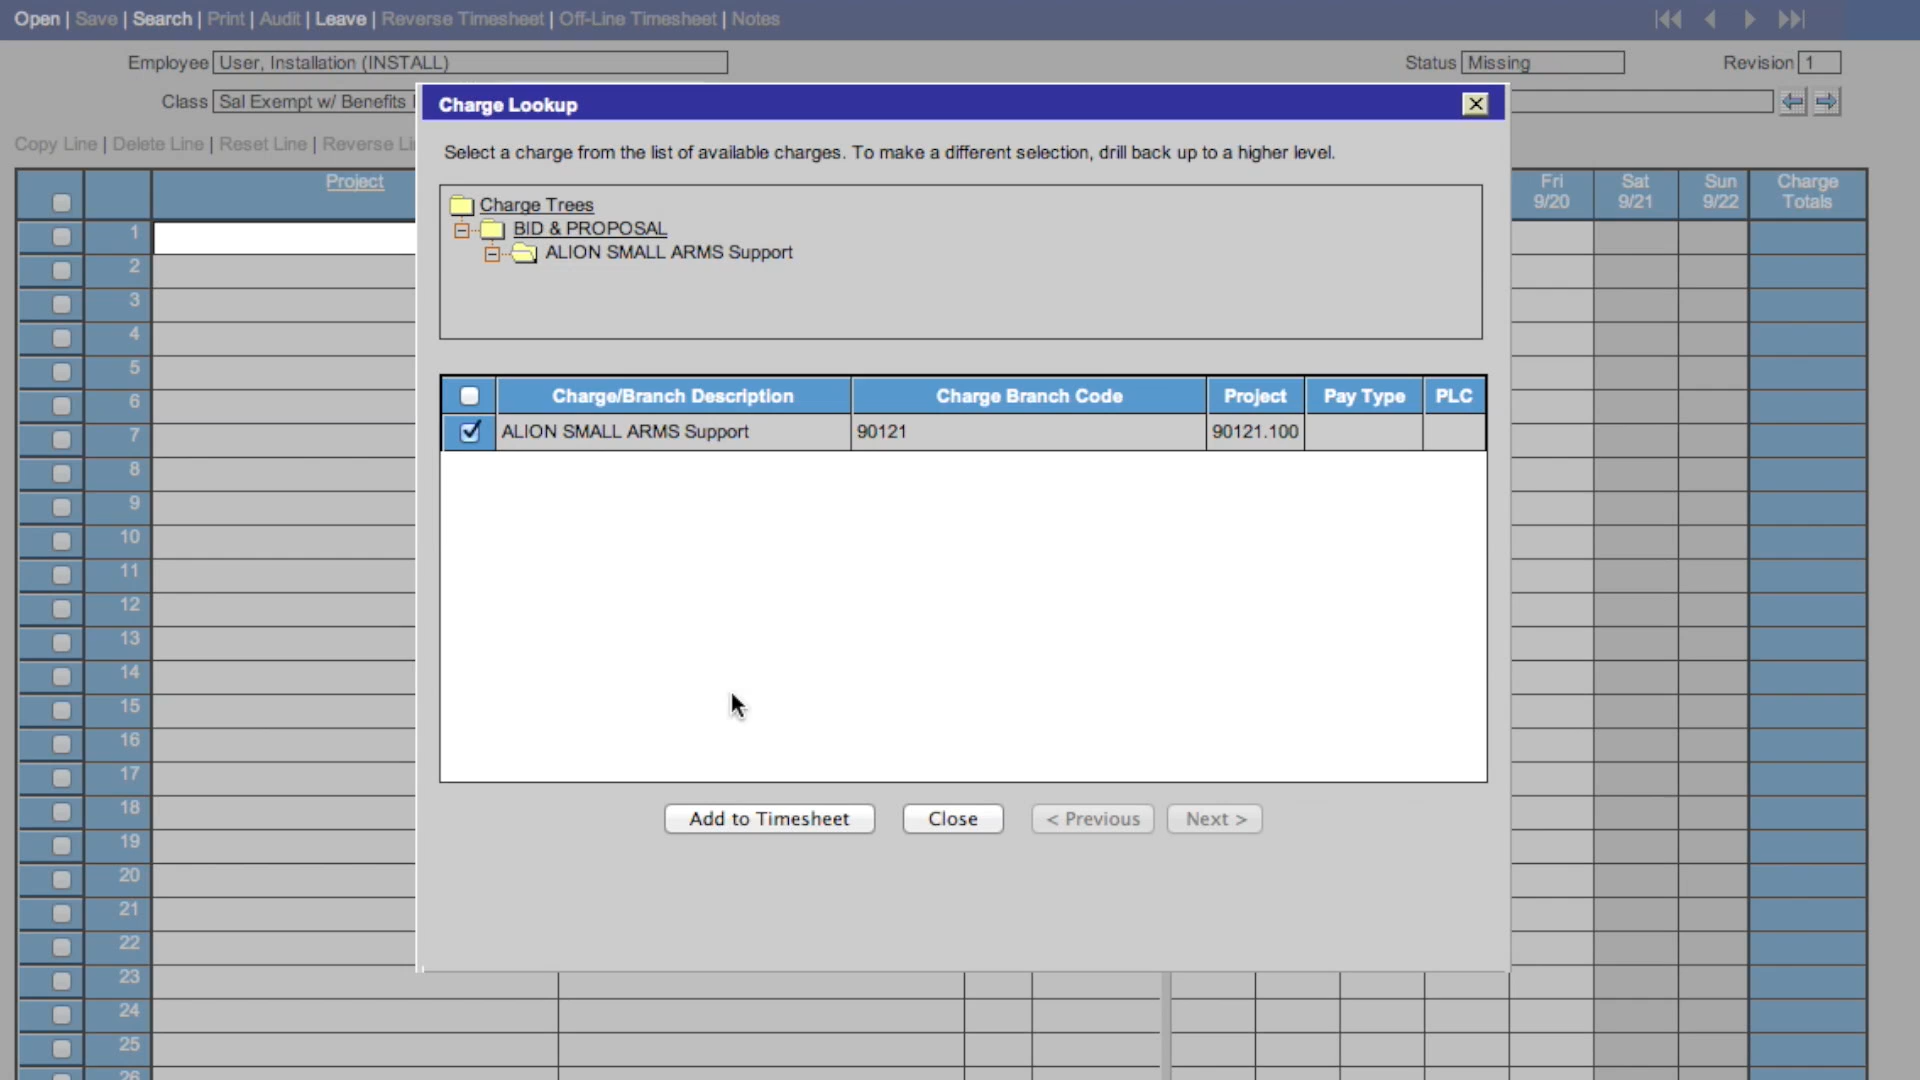 Open | Save | Search | Print | Audit | Leave | Reverse Timesheet | Off-Line Timesheet | Notes
Employee User, Installation (INSTALL)
Status Missing
Revision 1
Class Sal Exempt w/ Benefits
Charge Lookup
Copy Line | Delete Line | Reset Line | Reverse
Select a charge from the list of available charges. To make a different selection, drill back up to a higher level.
Charge Trees
BID & PROPOSAL
ALION SMALL ARMS Support
Project
Fri 9/20
Sat 9/21
Sun 9/22
Charge Totals
Charge/Branch Description Charge Branch Code Project Pay Type PLC
ALION SMALL ARMS Support 90121 90121.100
Add to Timesheet Close < Previous Next >
1
2
3
4
5
6
7
8
9
10
11
12
13
14
15
16
17
18
19
20
21
22
23
24
25
26